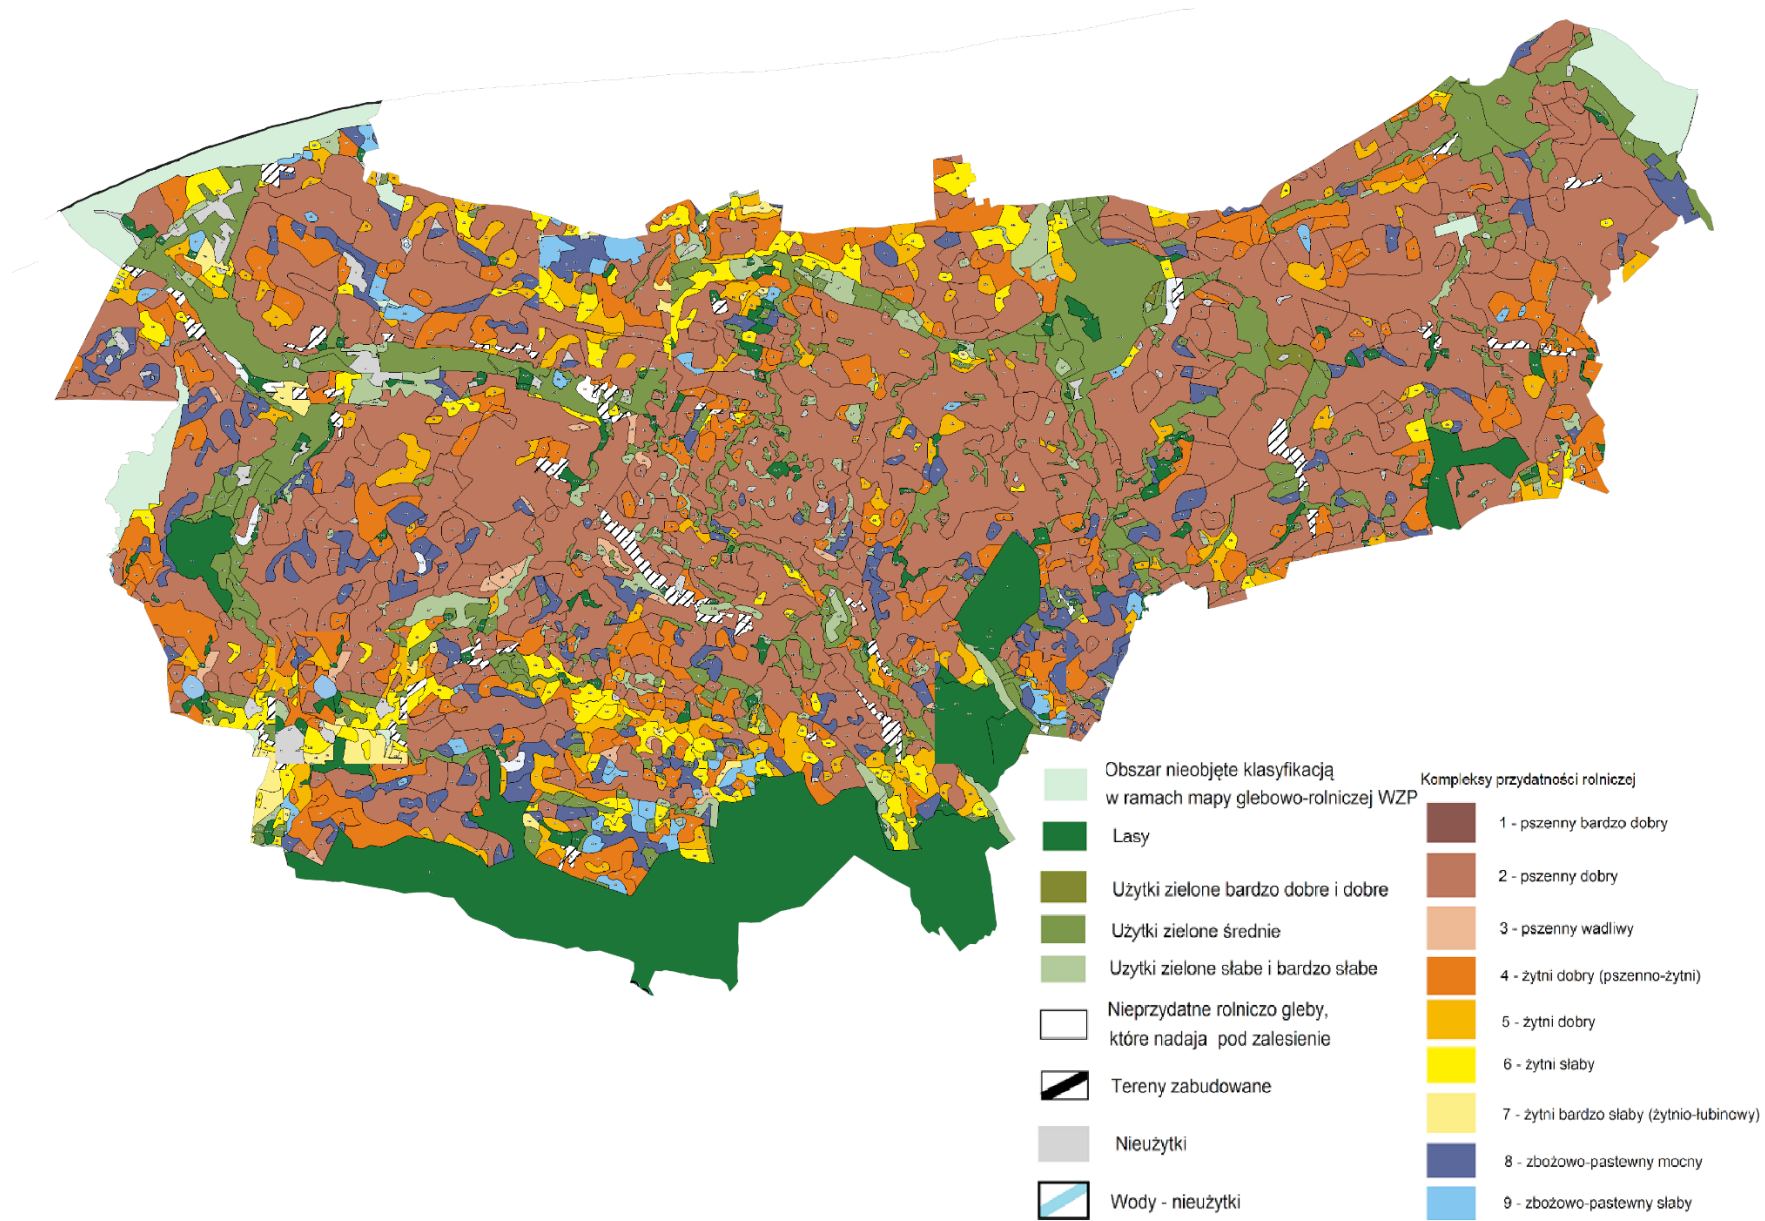 Obszar nieobjęte klasyfikacją
w ramach mapy glebowo-rolniczej WZP
Lasy
Użytki zielone bardzo dobre i dobre
Użytki zielone średnie
Uzytki zielone słabe i bardzo słabe
Nieprzydatne rolniczo gleby,
które nadaja pod zalesienie
Tereny zabudowane
Nieużytki
Wody - nieużytki
Kompleksy przydatności rolniczej
1 - pszenny bardzo dobry
2 - pszenny dobry
3 - pszenny wadliwy
4 - żytni dobry (pszenno-żytni)
5 - żytni dobry
6 - żytni słaby
7 - żytni bardzo słaby (żytnio-łubinowy)
8 - zbożowo-pastewny mocny
9 - zbożowo-pastewny słaby